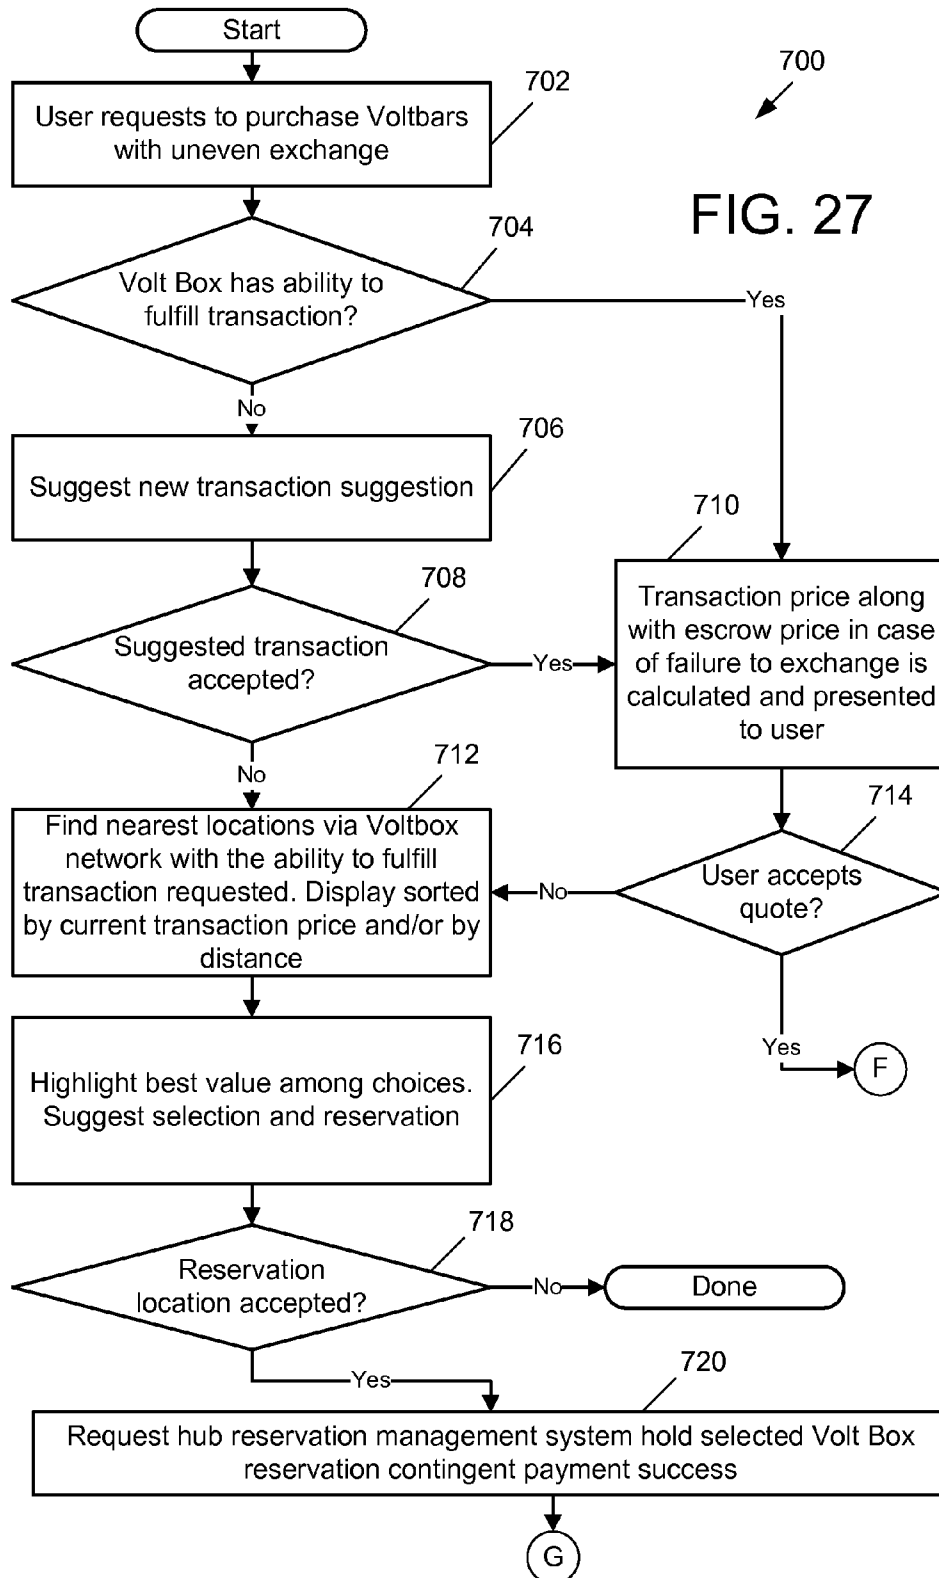 Start
700
702
User requests to purchase Voltbars
with uneven exchange
FIG. 27
704
Volt Box has ability to
fulfill transaction?
Yes
No
706
Suggest new transaction suggestion
710
Transaction price along
with escrow price in case
of failure to exchange is
calculated and presented
to user
708
Suggested transaction
accepted?
Yes
No
712
Find nearest locations via Voltbox
network with the ability to fulfill
transaction requested. Display sorted
by current transaction price and/or by
distance
714
User accepts
quote?
No
Yes
F
716
Highlight best value among choices.
Suggest selection and reservation
718
Reservation
location accepted?
No
Done
Yes
720
Request hub reservation management system hold selected Volt Box
reservation contingent payment success
G